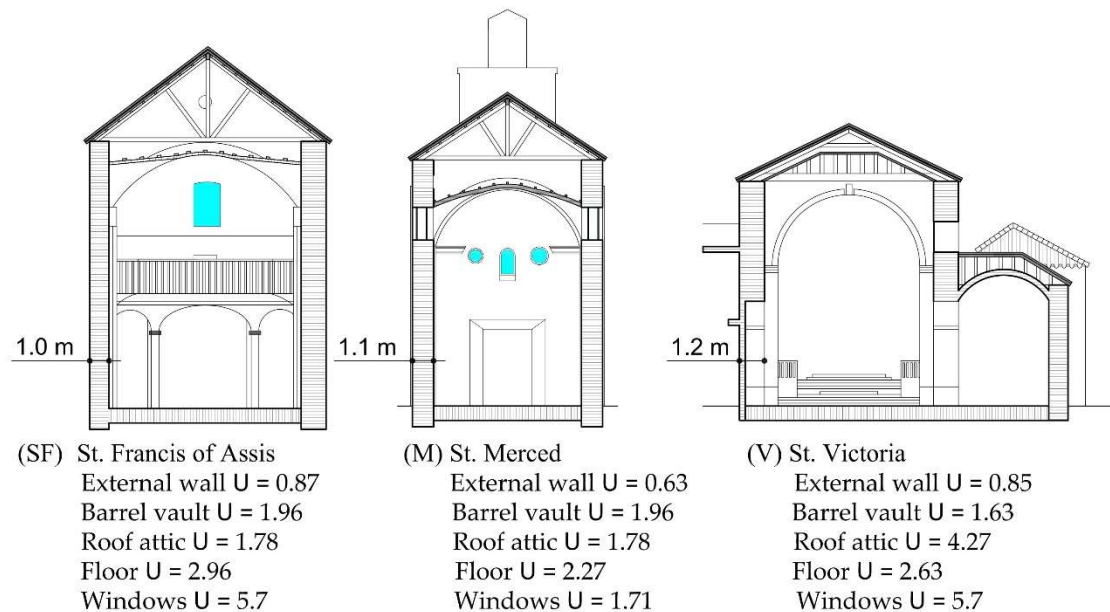 1.0 m
1.1 m
1.2 m
(SF) St. Francis of Assis
External wall U = 0.87
Barrel vault U = 1.96
Roof attic U = 1.78
Floor U = 2.96
Windows U = 5.7
(M) St. Merced
External wall U = 0.63
Barrel vault U = 1.96
Roof attic U = 1.78
Floor U = 2.27
Windows U = 1.71
(V) St. Victoria
External wall U = 0.85
Barrel vault U = 1.63
Roof attic U = 4.27
Floor U = 2.63
Windows U = 5.7